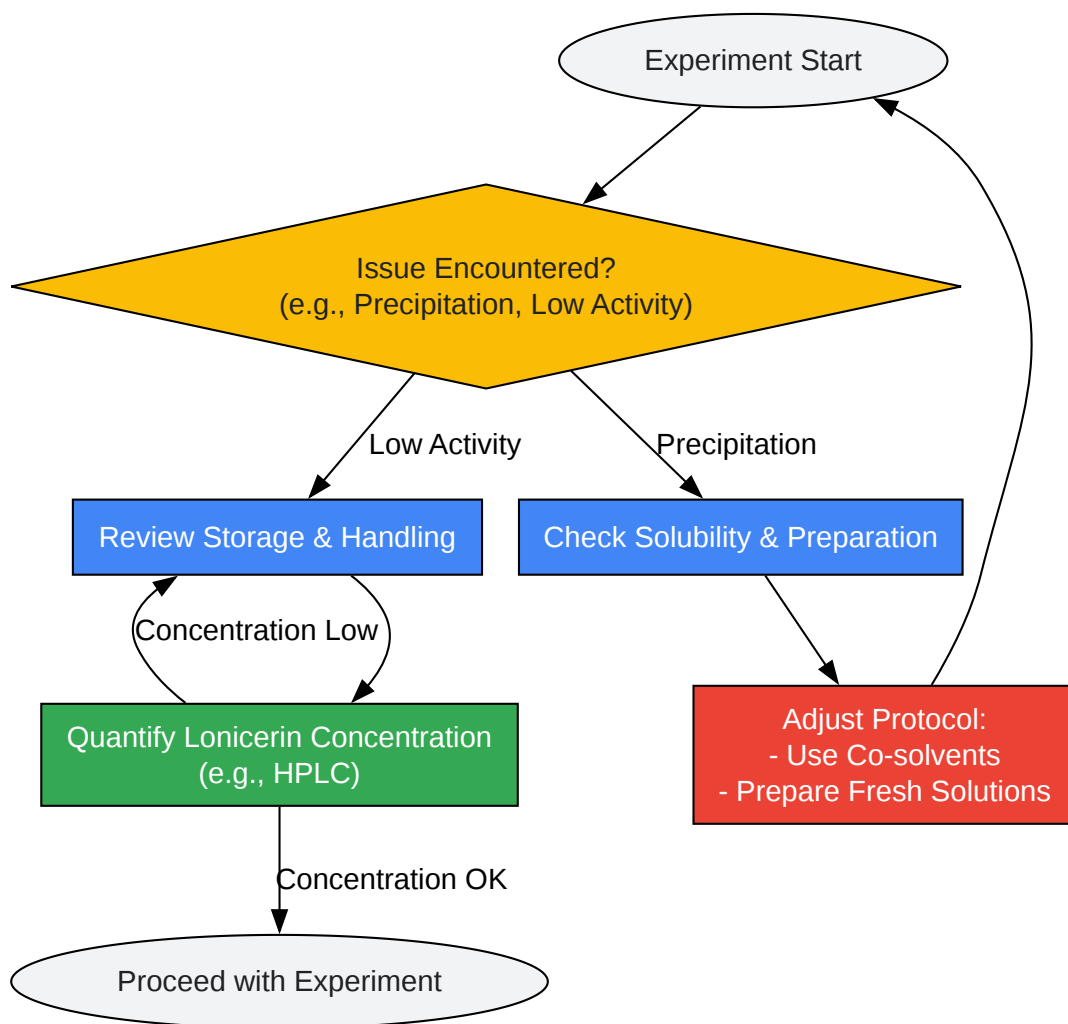 Experiment Start
Issue Encountered?
(e.g., Precipitation, Low Activity)
Low Activity
Precipitation
Review Storage & Handling
Check Solubility & Preparation
Concentration Low
Quantify Lonicerin Concentration
(e.g., HPLC)
Adjust Protocol:
- Use Co-solvents
- Prepare Fresh Solutions
Concentration OK
Proceed with Experiment